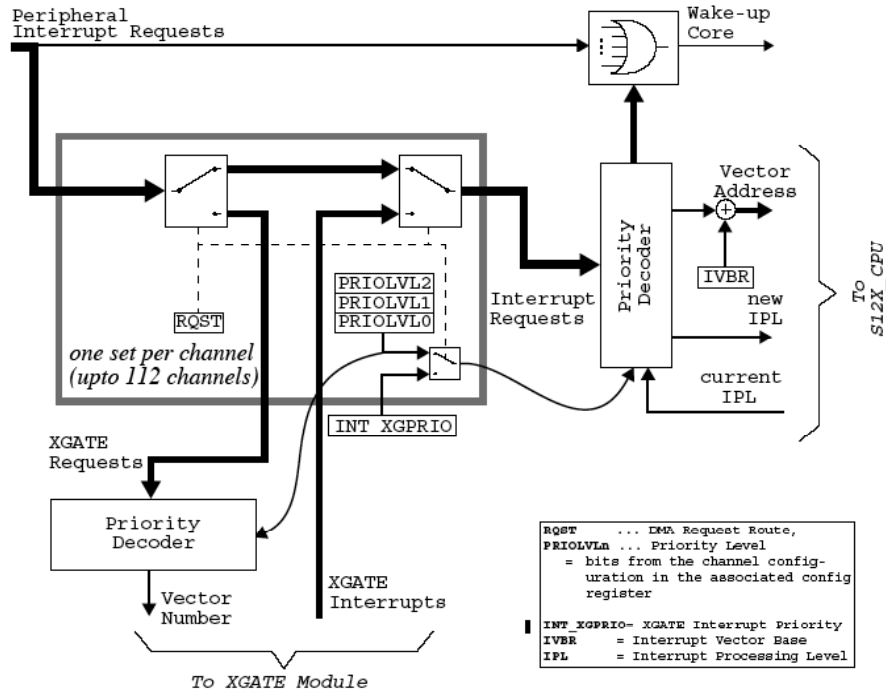 Peripheral
Interrupt Requests
Wake-up
Core
Vector
Address
Priority
Decoder
IVBR
new
IPL
current
IPL
To
S12X_CPU
Interrupt
Requests
PRIOLVL2
PRIOLVL1
PRIOLVL0
RQST
one set per channel
(upto 112 channels)
INT XGPRIO
XGATE
Requests
Priority
Decoder
Vector
Number
XGATE
Interrupts
To XGATE Module
RQST ... DMA Request Route,
PRIOLVLn ... Priority Level
= bits from the channel config-
uration in the associated config
register
INT_XGPRIO= XGATE Interrupt Priority
IVBR = Interrupt Vector Base
IPL = Interrupt Processing Level